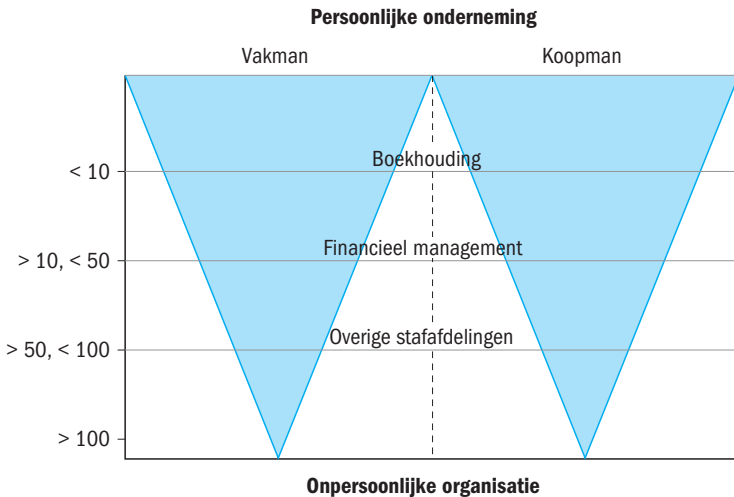 Persoonlijke onderneming
Vakman Koopman
Boekhouding
< 10
Financieel management
> 10, < 50
Overige stafafdelingen
> 50, < 100
> 100
Onpersoonlijke organisatie